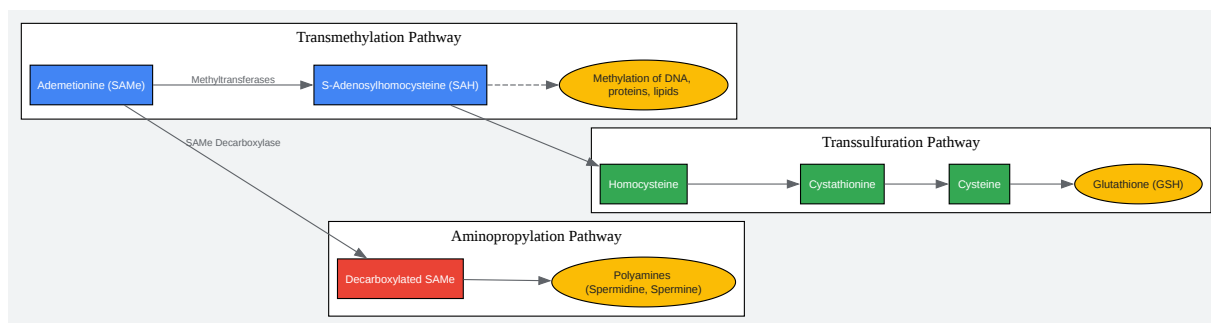 Transmethylation Pathway
Ademetionine (SAMe)
Methyltransferases
S-Adenosylhomocysteine (SAH)
Methylation of DNA,
proteins, lipids
SAMe Decarboxylase
Transsulfuration Pathway
Homocysteine
Cystathionine
Cysteine
Glutathione (GSH)
Aminopropylation Pathway
Decarboxylated SAMe
Polyamines
(Spermidine, Spermine)